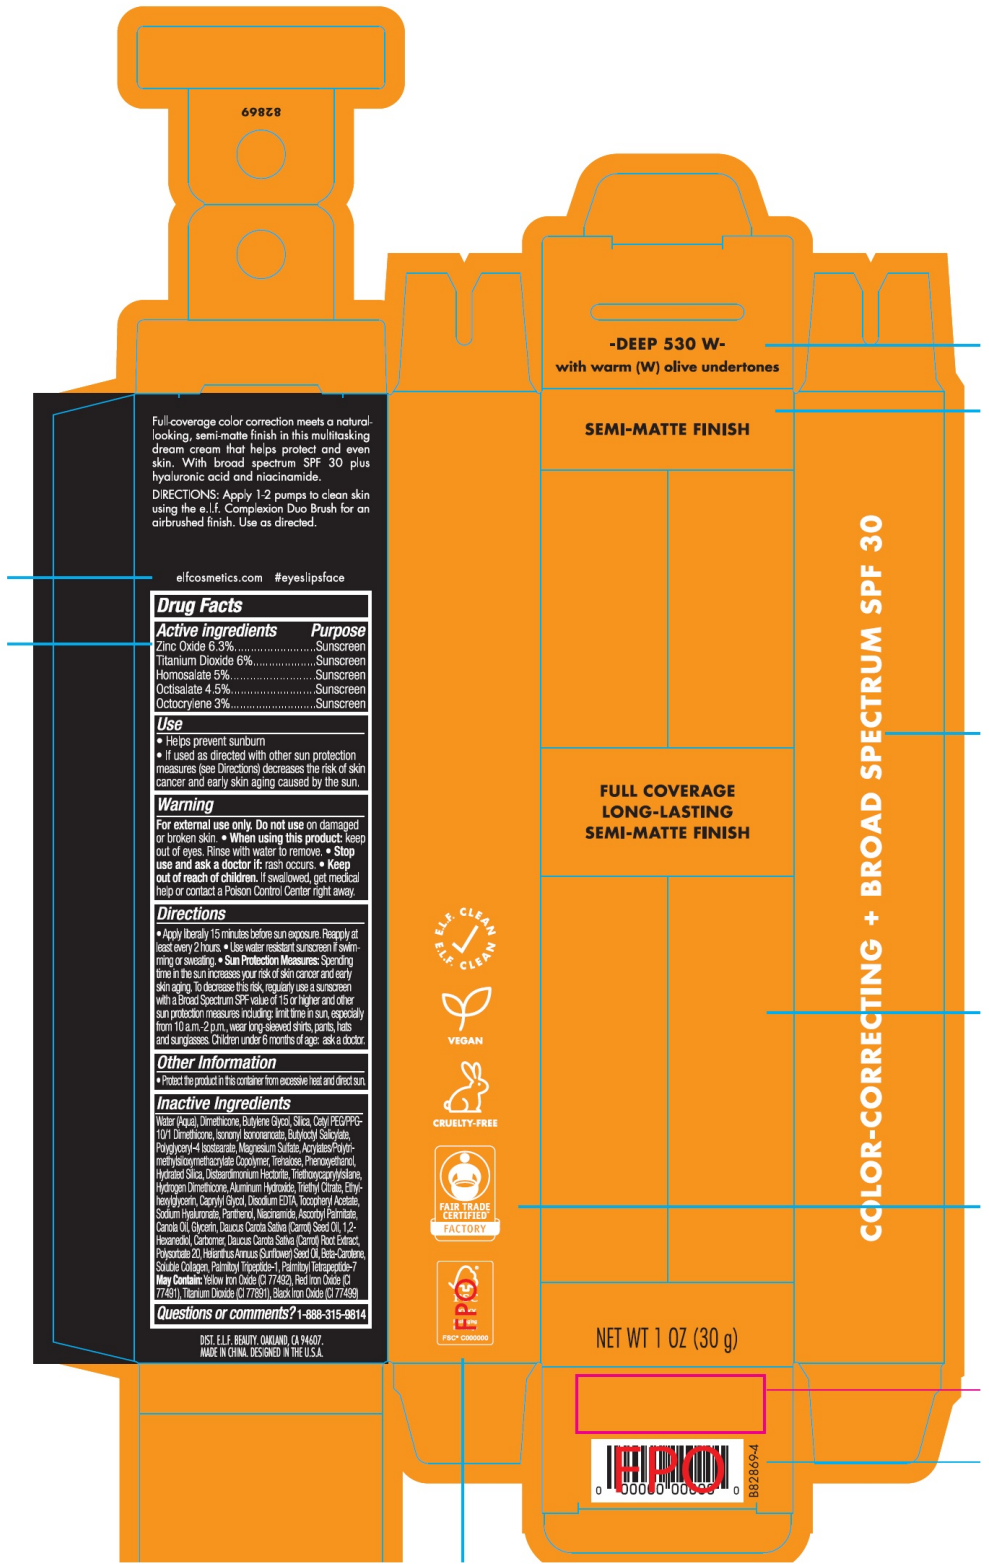 82869
-DEEP 530 W-
with warm (W) olive undertones
SEMI-MATTE FINISH
Full-coverage color correction meets a natural-
looking, semi-matte finish in this multitasking
dream cream that helps protect and even
skin. With broad spectrum SPF 30 plus
hyaluronic acid and niacinamide.
DIRECTIONS: Apply 1-2 pumps to clean skin
using the e.l.f. Complexion Duo Brush for an
airbrushed finish. Use as directed.
elfcosmetics.com #eyeslipsface
Drug Facts
Active ingredients Purpose
Zinc Oxide 6.3%........................Sunscreen
Titanium Dioxide 6%...................Sunscreen
Homosalate 5%.........................Sunscreen
Octisalate 4.5%.........................Sunscreen
Octocrylene 3%.........................Sunscreen
Use
• Helps prevent sunburn
• If used as directed with other sun protection
measures (see Directions) decreases the risk of skin
cancer and early skin aging caused by the sun.
Warning
For external use only. Do not use on damaged
or broken skin. • When using this product: keep
out of eyes. Rinse with water to remove. • Stop
use and ask a doctor if: rash occurs. • Keep
out of reach of children. If swallowed, get medical
help or contact a Poison Control Center right away.
Directions
• Apply liberally 15 minutes before sun exposure. Reapply at
least every 2 hours. • Use water resistant sunscreen if swim-
ming or sweating. • Sun Protection Measures: Spending
time in the sun increases your risk of skin cancer and early
skin aging. To decrease this risk, regularly use a sunscreen
with a Broad Spectrum SPF value of 15 or higher and other
sun protection measures including: limit time in sun, especially
from 10 a.m.-2 p.m., wear long-sleeved shirts, pants, hats
and sunglasses. Children under 6 months of age: ask a doctor.
Other Information
• Protect the product in this container from excessive heat and direct sun.
Inactive Ingredients
Water (Aqua), Dimethicone, Butylene Glycol, Silica, Cetyl PEG/PPG-
10/1 Dimethicone, Isononyl Isononanoate, Butyloctyl Salicylate,
Polyglyceryl-4 Isostearate, Magnesium Sulfate, Acrylates/Polytri-
methylsiloxymethacrylate Copolymer, Trehalose, Phenoxyethanol,
Hydrated Silica, Disteardimonium Hectorite, Triethoxycaprylylsilane,
Hydrogen Dimethicone, Aluminum Hydroxide, Triethyl Citrate, Ethyl-
hexylglycerin, Caprylyl Glycol, Disodium EDTA, Tocopheryl Acetate,
Sodium Hyaluronate, Panthenol, Niacinamide, Ascorbyl Palmitate,
Canola Oil, Glycerin, Daucus Carota Sativa (Carrot) Seed Oil, 1,2-
Hexanediol, Carbomer, Daucus Carota Sativa (Carrot) Root Extract,
Polysorbate 20, Helianthus Annuus (Sunflower) Seed Oil, Beta-Carotene,
Soluble Collagen, Palmitoyl Tripeptide-1, Palmitoyl Tetrapeptide-7
May Contain: Yellow Iron Oxide (CI 77492), Red Iron Oxide (CI
77491), Titanium Dioxide (CI 77891), Black Iron Oxide (CI 77499)
Questions or comments? 1-888-315-9814
DIST. E.L.F. BEAUTY. OAKLAND, CA 94607.
MADE IN CHINA. DESIGNED IN THE U.S.A.
E.L.F. CLEAN
E.L.F. CLEAN
VEGAN
CRUELTY-FREE
FAIR TRADE
CERTIFIED
FACTORY
FPO
FSC® C000000
FULL COVERAGE
LONG-LASTING
SEMI-MATTE FINISH
NET WT 1 OZ (30 g)
FPO
0 00000 00000 0
B82869-4
COLOR-CORRECTING + BROAD SPECTRUM SPF 30